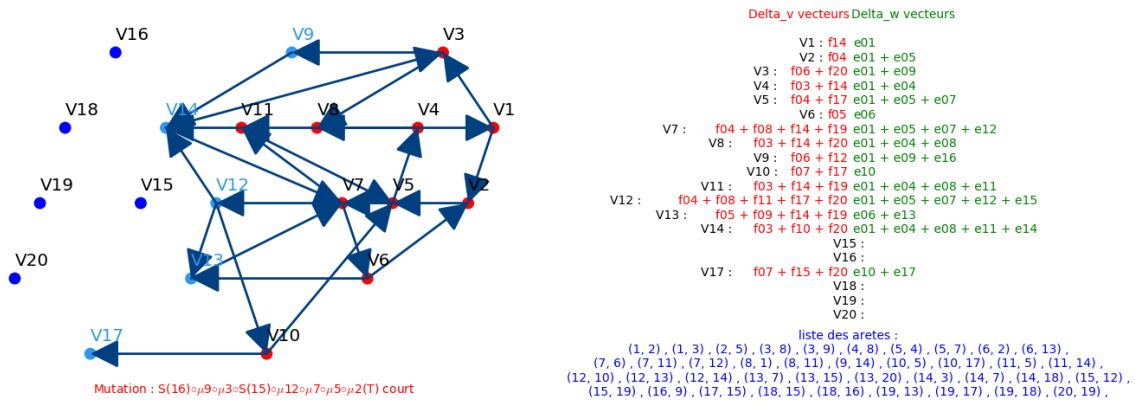 V16
V9
V3
V18
V14
V11
V8
V4
V1
V19
V15
V12
V7
V5
V2
V20
V13
V6
V17
V10
Mutation : S(16)∘μ9∘μ3∘S(15)∘μ12∘μ7∘μ5∘μ2(T) court
Delta_v vecteurs Delta_w vecteurs
V1 : f14 e01
V2 : f04 e01 + e05
V3 : f06 + f20 e01 + e09
V4 : f03 + f14 e01 + e04
V5 : f04 + f17 e01 + e05 + e07
V6 : f05 e06
V7 : f04 + f08 + f14 + f19 e01 + e05 + e07 + e12
V8 : f03 + f14 + f20 e01 + e04 + e08
V9 : f06 + f12 e01 + e09 + e16
V10 : f07 + f17 e10
V11 : f03 + f14 + f19 e01 + e04 + e08 + e11
V12 : f04 + f08 + f11 + f17 + f20 e01 + e05 + e07 + e12 + e15
V13 : f05 + f09 + f14 + f19 e06 + e13
V14 : f03 + f10 + f20 e01 + e04 + e08 + e11 + e14
V15 :
V16 :
V17 : f07 + f15 + f20 e10 + e17
V18 :
V19 :
V20 :
liste des aretes :
(1, 2) , (1, 3) , (2, 5) , (3, 8) , (3, 9) , (4, 8) , (5, 4) , (5, 7) , (6, 2) , (6, 13) ,
(7, 6) , (7, 11) , (7, 12) , (8, 1) , (8, 11) , (9, 14) , (10, 5) , (10, 17) , (11, 5) , (11, 14) ,
(12, 10) , (12, 13) , (12, 14) , (13, 7) , (13, 15) , (13, 20) , (14, 3) , (14, 7) , (14, 18) , (15, 12) ,
(15, 19) , (16, 9) , (17, 15) , (18, 15) , (18, 16) , (19, 13) , (19, 17) , (19, 18) , (20, 19) ,